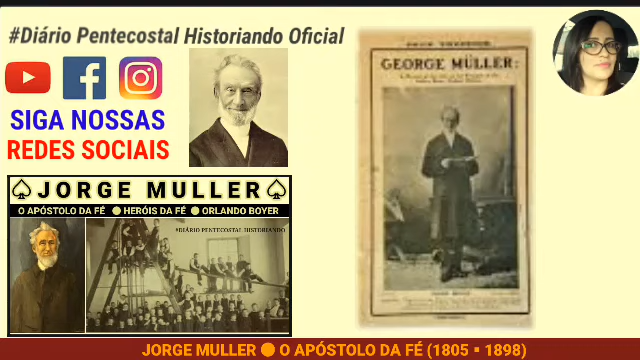 #Diário Pentecostal Historiando Oficial
SIGA NOSSAS
REDES SOCIAIS
♤JORGE MULLER♤
O APÓSTOLO DA FÉ ●HERÓIS DA FÉ ●ORLANDO BOYER
#DIÁRIO PENTECOSTAL HISTORIANDO
GEORGE MÜLLER:
JORGE MULLER ● O APÓSTOLO DA FÉ (1805 ▪ 1898)